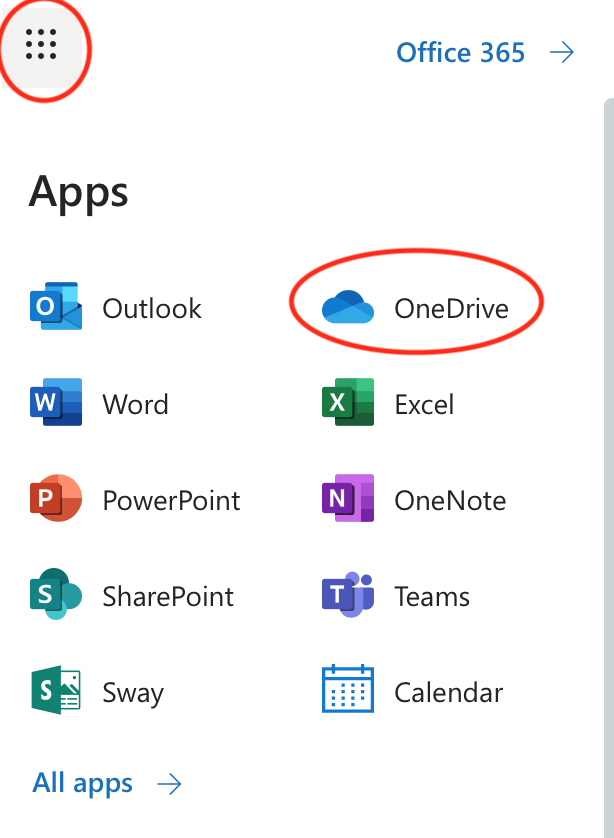 Office 365 →
Apps
O Outlook
OneDrive
W Word
X Excel
P PowerPoint
N OneNote
S SharePoint
T Teams
S Sway
Calendar
All apps →